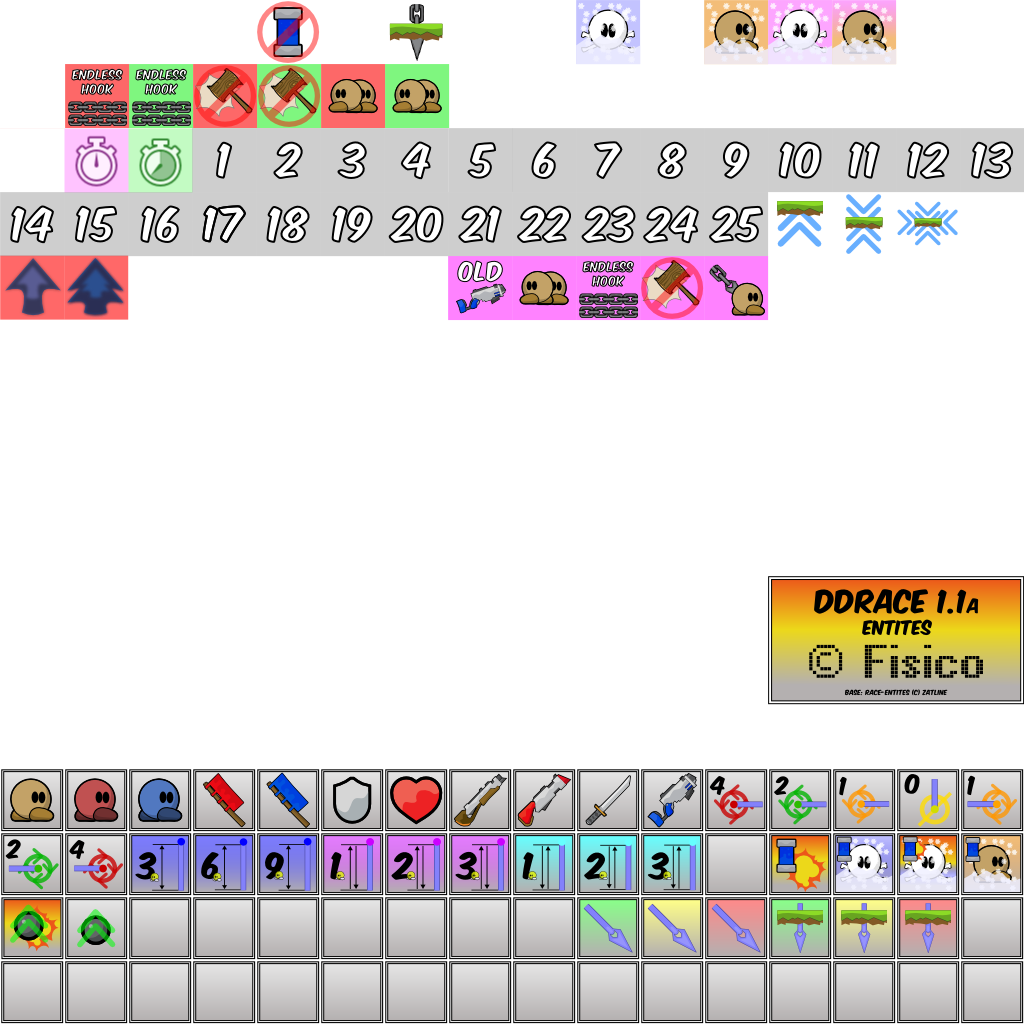 ENDLESS HOOK ENDLESS HOOK
1 2 3 4 5 6 7 8 9 10 11 12 13
14 15 16 17 18 19 20 21 22 23 24 25
OLD ENDLESS HOOK
DDRACE 1.1A
ENTITES
© Fisico
BASE: RACE-ENTITES (C) ZATLINE
4 2 1 0 1
2 4 3 6 9 1 2 3 1 2 3